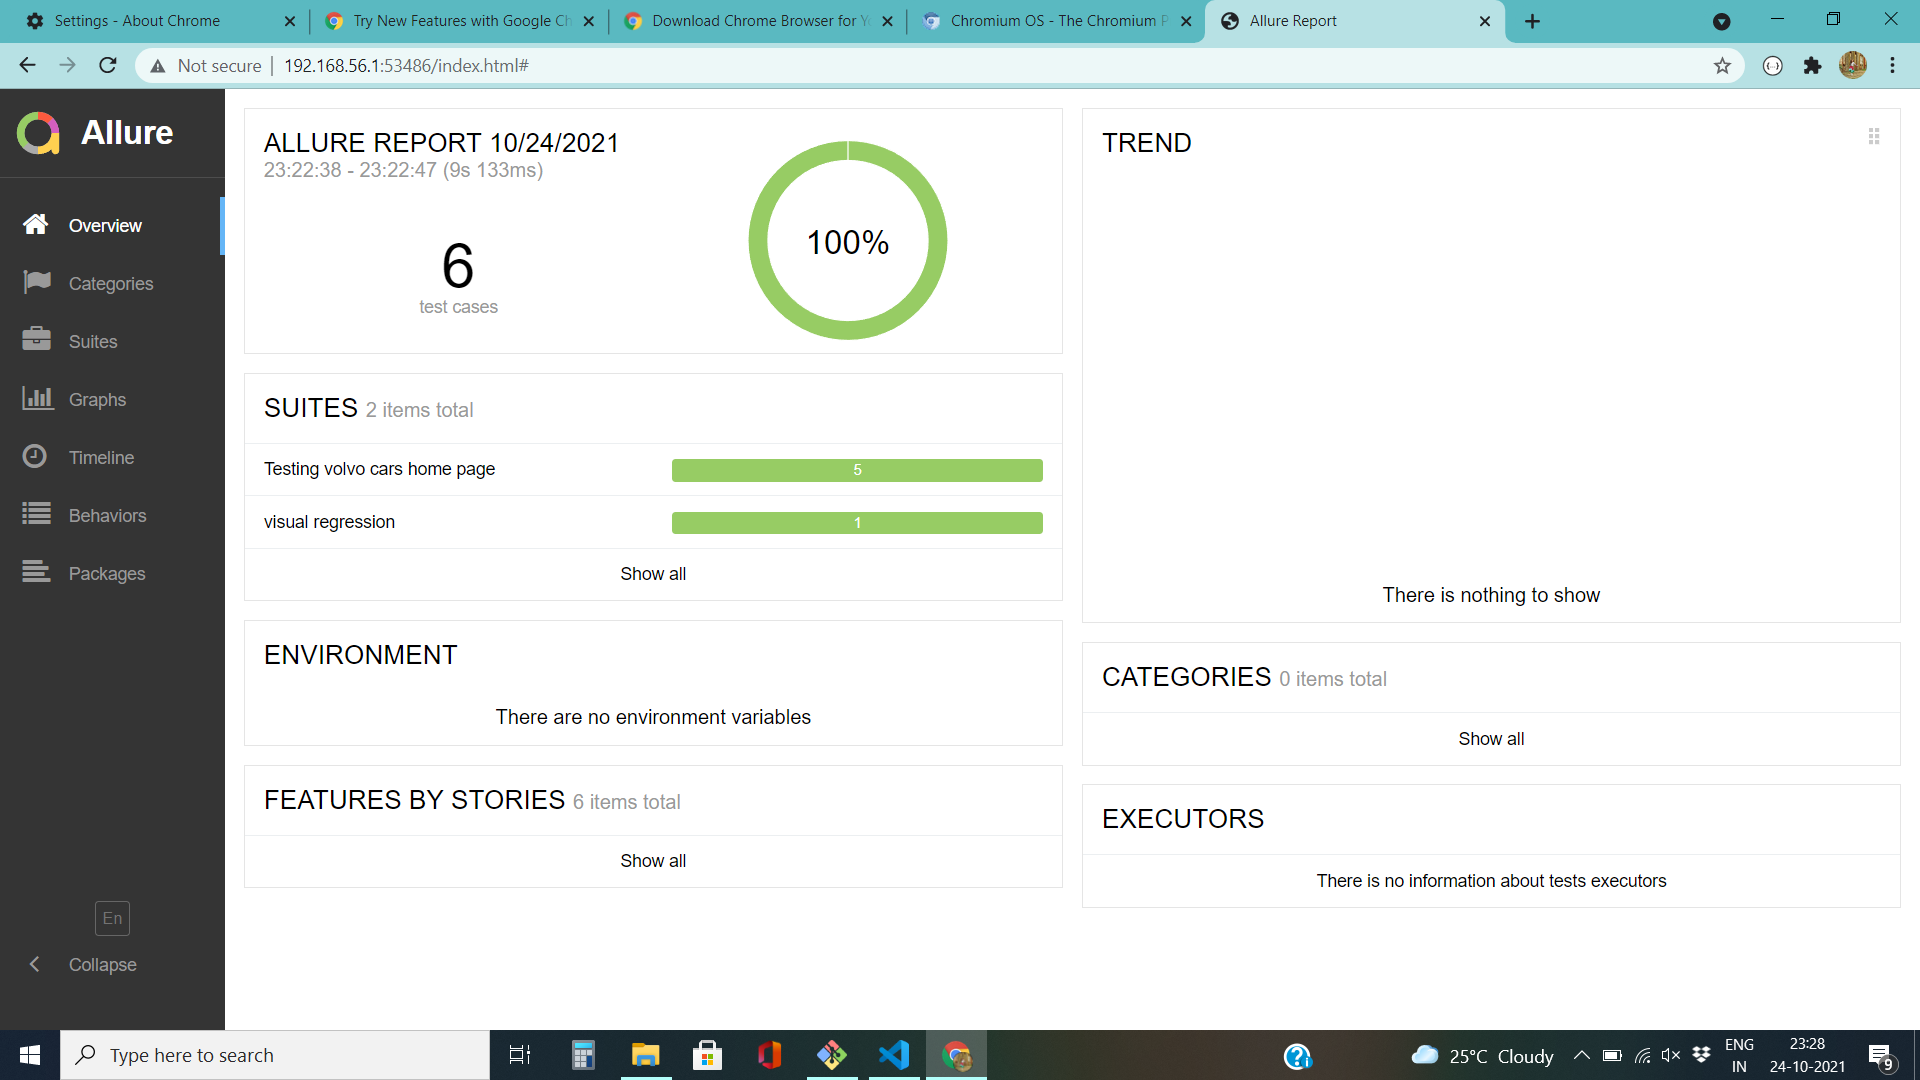 Settings - About Chrome
Try New Features with Google Ch
Download Chrome Browser for Yo
Chromium OS - The Chromium P
Allure Report
Not secure | 192.168.56.1:53486/index.html#
Allure
Overview
Categories
Suites
Graphs
Timeline
Behaviors
Packages
En
Collapse
ALLURE REPORT 10/24/2021
23:22:38 - 23:22:47 (9s 133ms)
6
test cases
100%
SUITES 2 items total
Testing volvo cars home page 5
visual regression 1
Show all
ENVIRONMENT
There are no environment variables
FEATURES BY STORIES 6 items total
Show all
TREND
There is nothing to show
CATEGORIES 0 items total
Show all
EXECUTORS
There is no information about tests executors
Type here to search
25°C Cloudy
ENG
IN
23:28
24-10-2021
9